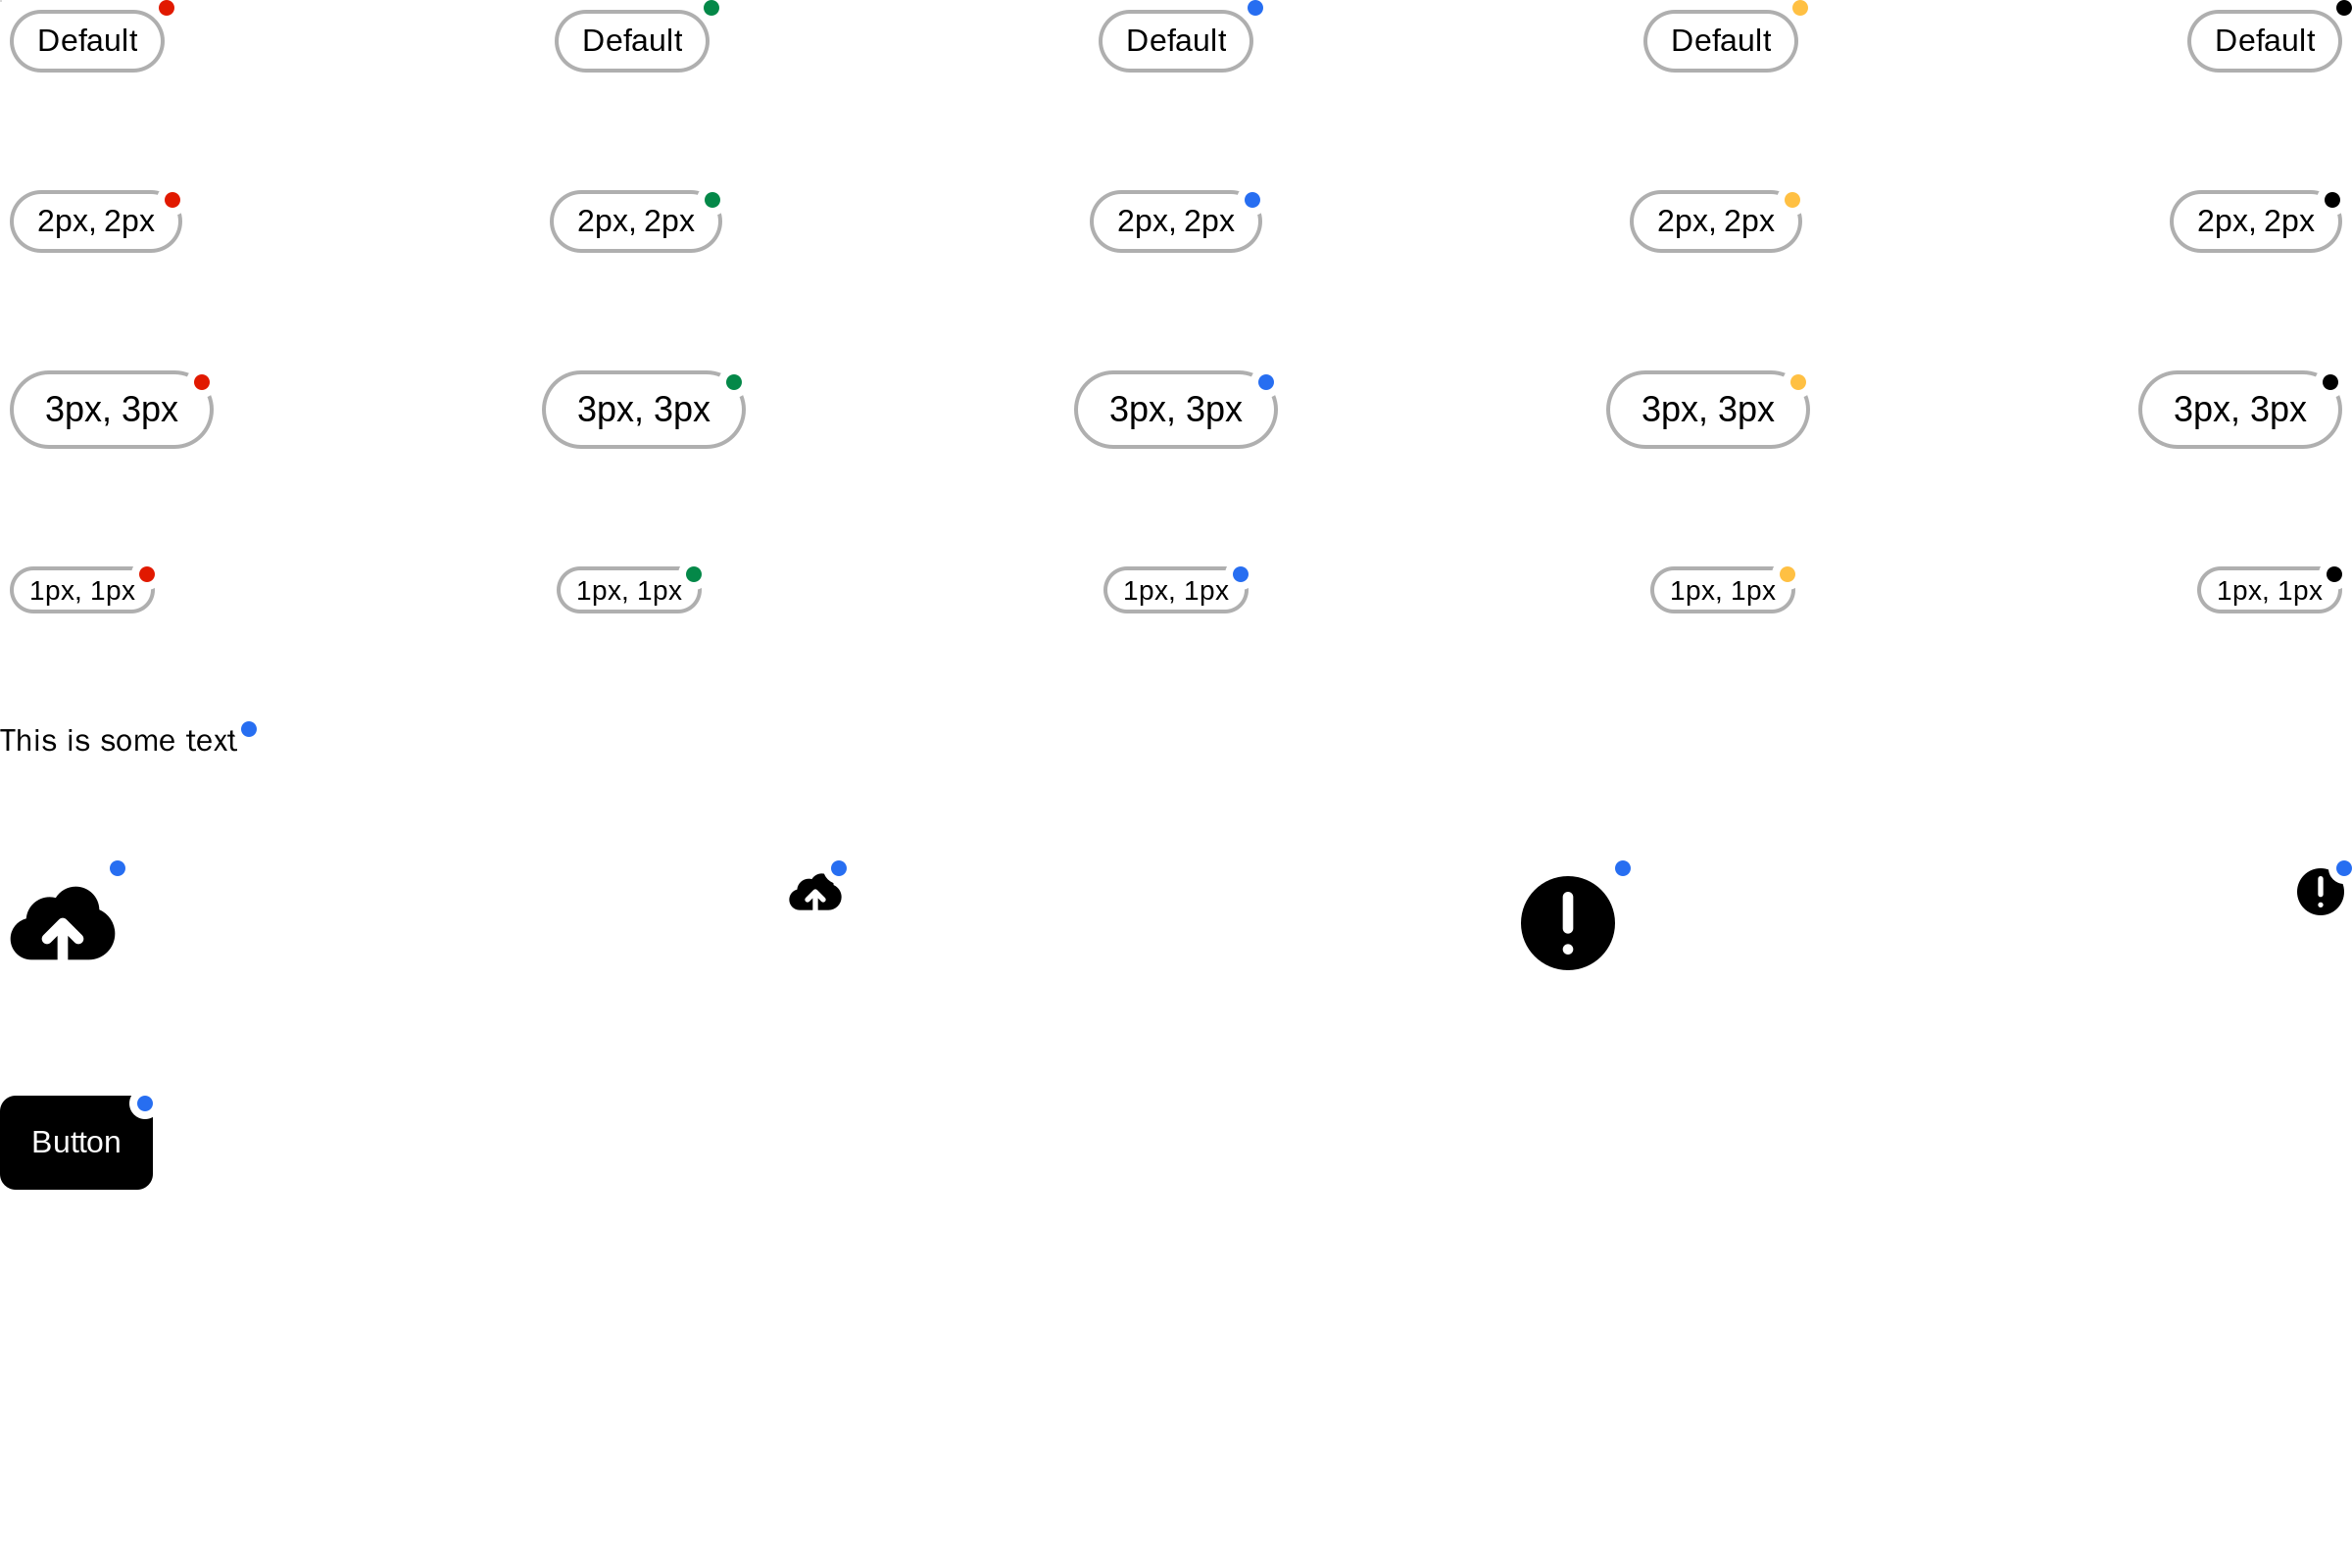 Default Default Default Default Default
2px, 2px 2px, 2px 2px, 2px 2px, 2px 2px, 2px
3px, 3px 3px, 3px 3px, 3px 3px, 3px 3px, 3px
1px, 1px 1px, 1px 1px, 1px 1px, 1px 1px, 1px
This is some text
Button